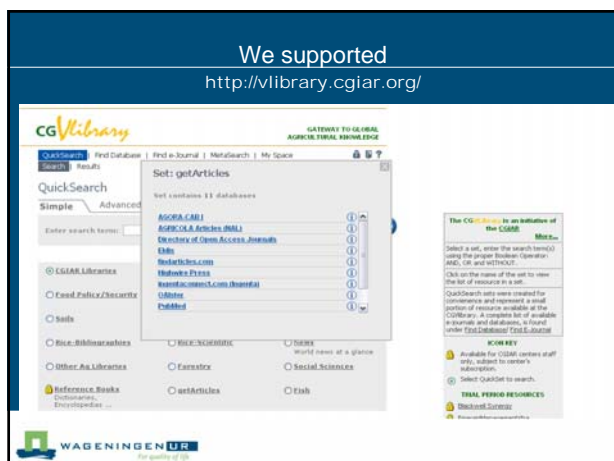 We supported
http://vlibrary.cgiar.org/
CGVlibrary
GATEWAY TO GLOBAL
AGRICULTURAL KNOWLEDGE
QuickSearch | Find Database | Find e-Journal | MetaSearch | My Space
Search | Results
QuickSearch
Simple Advanced
Enter search term:
Set: getArticles
Set contains 11 databases
AGORA-CABI
AGRICOLA Articles (NAL)
Directory of Open Access Journals
Eldis
findarticles.com
Highwire Press
ingentaconnect.com (Ingenta)
OAIster
PubMed
CGIAR Libraries
Food Policy/Security
Soils
Rice-Bibliographies
Rice-Scientific
News
World news at a glance
Other Ag Libraries
Forestry
Social Sciences
Reference Books
Dictionaries,
Encyclopedias ...
getArticles
Fish
The CGVlibrary is an initiative of
the CGIAR
More...
Select a set, enter the search term(s)
using the proper Boolean Operator:
AND, OR and WITHOUT.
Click on the name of the set to view
the list of resource in a set.
QuickSearch sets were created for
convenience and represent a small
portion of resource available at the
CGVlibrary. A complete list of available
e-journals and databases, is found
under Find Database/ Find E-Journal
ICON KEY
Available for CGIAR centers staff
only, subject to center's
subscription.
Select QuickSet to search.
TRIAL PERIOD RESOURCES
Blackwell Synergy
WAGENINGEN UR
For quality of life